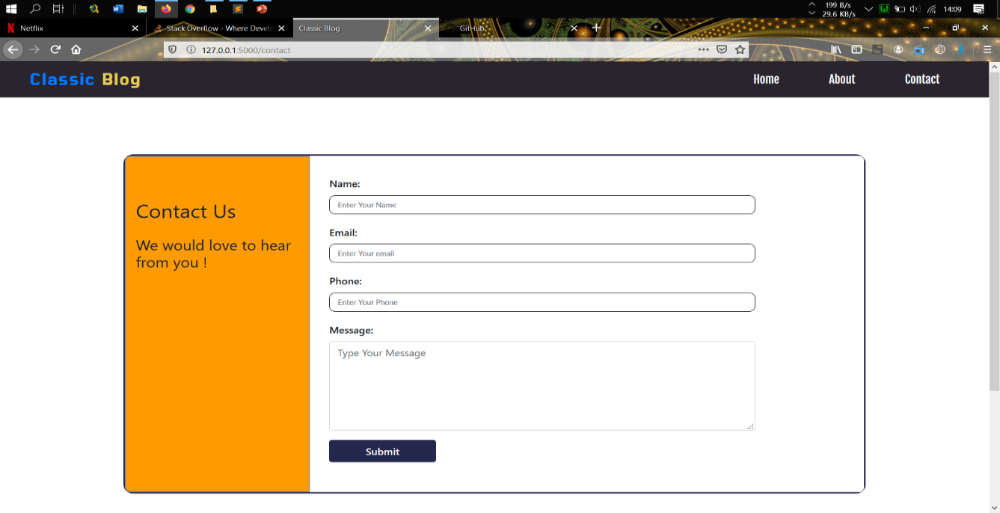 199 B/s
29.6 KB/s
14:09
Netflix
Stack Overflow - Where Develo
Classic Blog
GitHub
127.0.0.1:5000/contact
Classic Blog
Home
About
Contact
Contact Us
We would love to hear
from you !
Name:
Enter Your Name
Email:
Enter Your email
Phone:
Enter Your Phone
Message:
Type Your Message
Submit